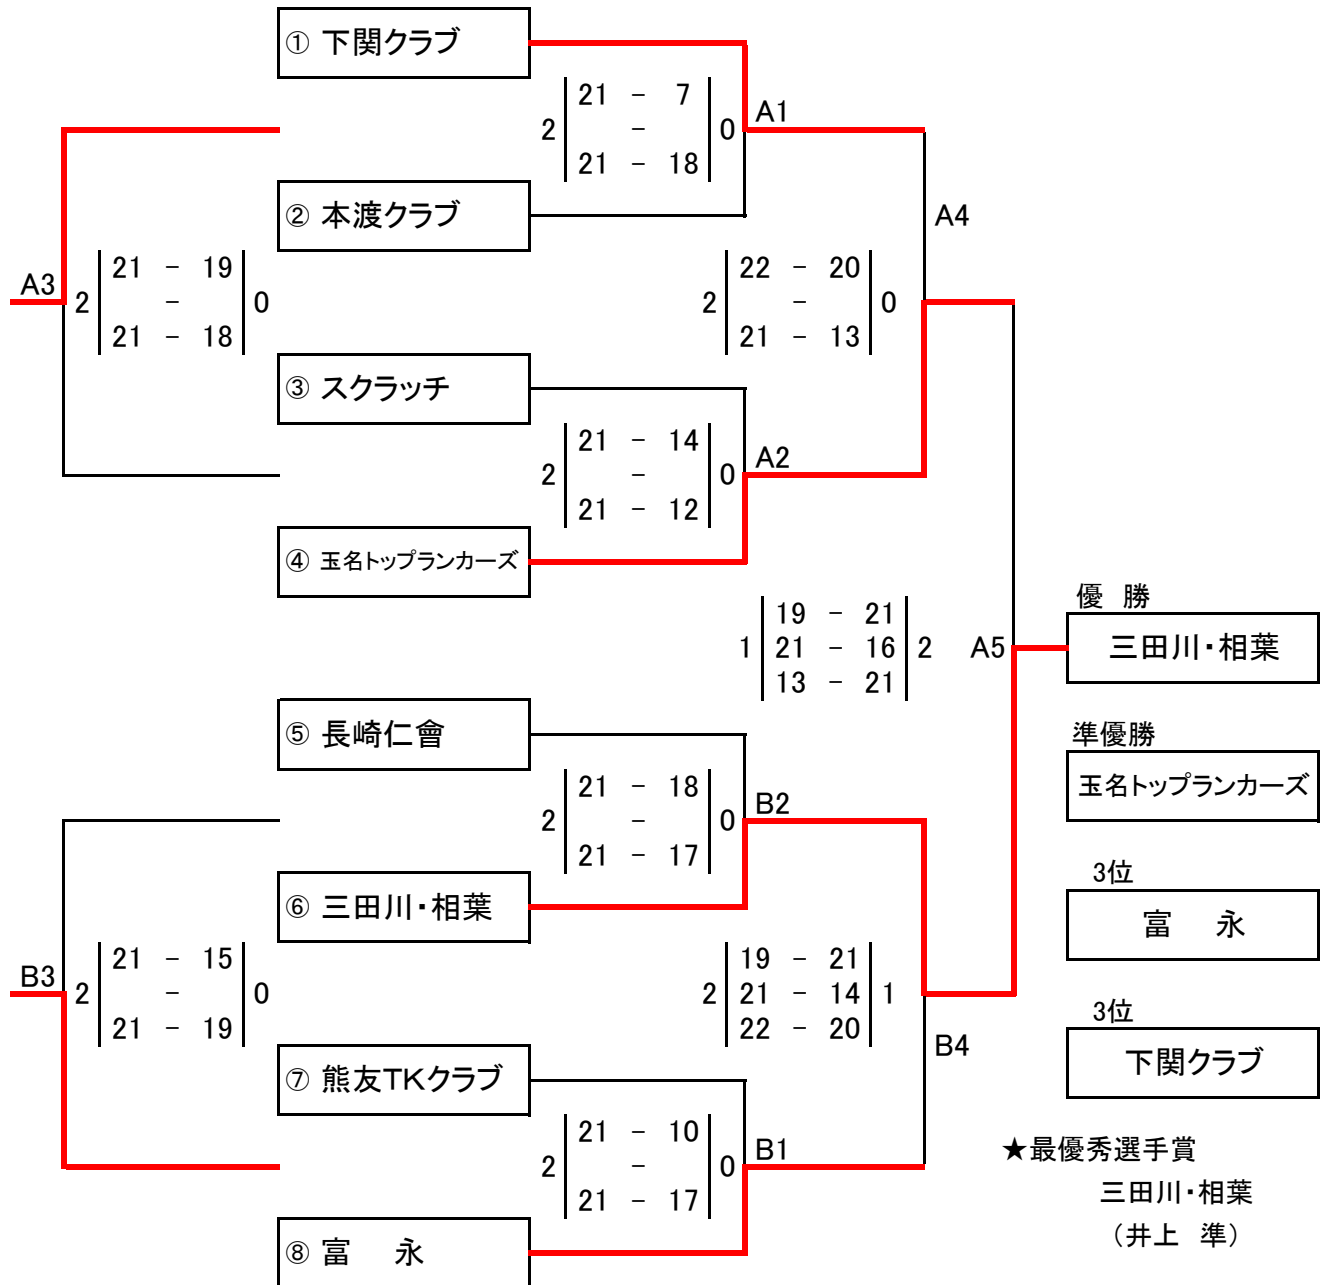 ① 下関クラブ
21 - 7
2 - 0
21 - 18
A1
② 本渡クラブ
A4
A3
21 - 19
2 - 0
21 - 18
22 - 20
2 - 0
21 - 13
③ スクラッチ
21 - 14
2 - 0
21 - 12
A2
④ 玉名トップランカーズ
19 - 21
1 21 - 16 2
13 - 21
A5
優 勝
三田川・相葉
⑤ 長崎仁會
準優勝
玉名トップランカーズ
21 - 18
2 - 0
21 - 17
B2
⑥ 三田川・相葉
3位
富 永
B3
21 - 15
2 - 0
21 - 19
19 - 21
2 21 - 14 1
22 - 20
B4
3位
下関クラブ
⑦ 熊友TKクラブ
21 - 10
2 - 0
21 - 17
B1
⑧ 富 永
★最優秀選手賞
三田川・相葉
(井上 準)